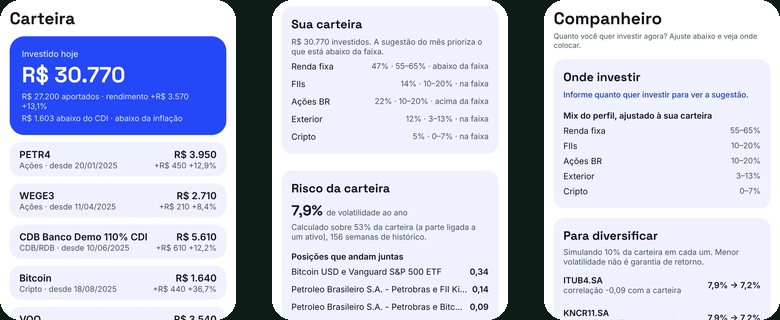 Carteira
Investido hoje
R$ 30.770
R$ 27.200 aportados · rendimento +R$ 3.570
+13,1%
R$ 1.603 abaixo do CDI · abaixo da inflação
PETR4 R$ 3.950
Ações · desde 20/01/2025 +R$ 450 +12,9%
WEGE3 R$ 2.710
Ações · desde 11/04/2025 +R$ 210 +8,4%
CDB Banco Demo 110% CDI R$ 5.610
CDB/RDB · desde 10/06/2025 +R$ 610 +12,2%
Bitcoin R$ 1.640
Cripto · desde 18/08/2025 +R$ 440 +36,7%
VOO R$ 3.540
Sua carteira
R$ 30.770 investidos. A sugestão do mês prioriza o
que está abaixo da faixa.
Renda fixa 47% · 55–65% · abaixo da faixa
FIIs 14% · 10–20% · na faixa
Ações BR 22% · 10–20% · acima da faixa
Exterior 12% · 3–13% · na faixa
Cripto 5% · 0–7% · na faixa
Risco da carteira
7,9% de volatilidade ao ano
Calculado sobre 53% da carteira (a parte ligada a
um ativo), 156 semanas de histórico.
Posições que andam juntas
Bitcoin USD e Vanguard S&P 500 ETF 0,34
Petroleo Brasileiro S.A. - Petrobras e FII Ki... 0,14
Petroleo Brasileiro S.A. - Petrobras e Bitc... 0,09
Companheiro
Quanto você quer investir agora? Ajuste abaixo e veja onde
colocar.
Onde investir
Informe quanto quer investir para ver a sugestão.
Mix do perfil, ajustado à sua carteira
Renda fixa 55–65%
FIIs 10–20%
Ações BR 10–20%
Exterior 3–13%
Cripto 0–7%
Para diversificar
Simulando 10% da carteira em cada um. Menor
volatilidade não é garantia de retorno.
ITUB4.SA 7,9% → 7,2%
correlação -0,09 com a carteira
KNCR11.SA 7,9% → 7,2%